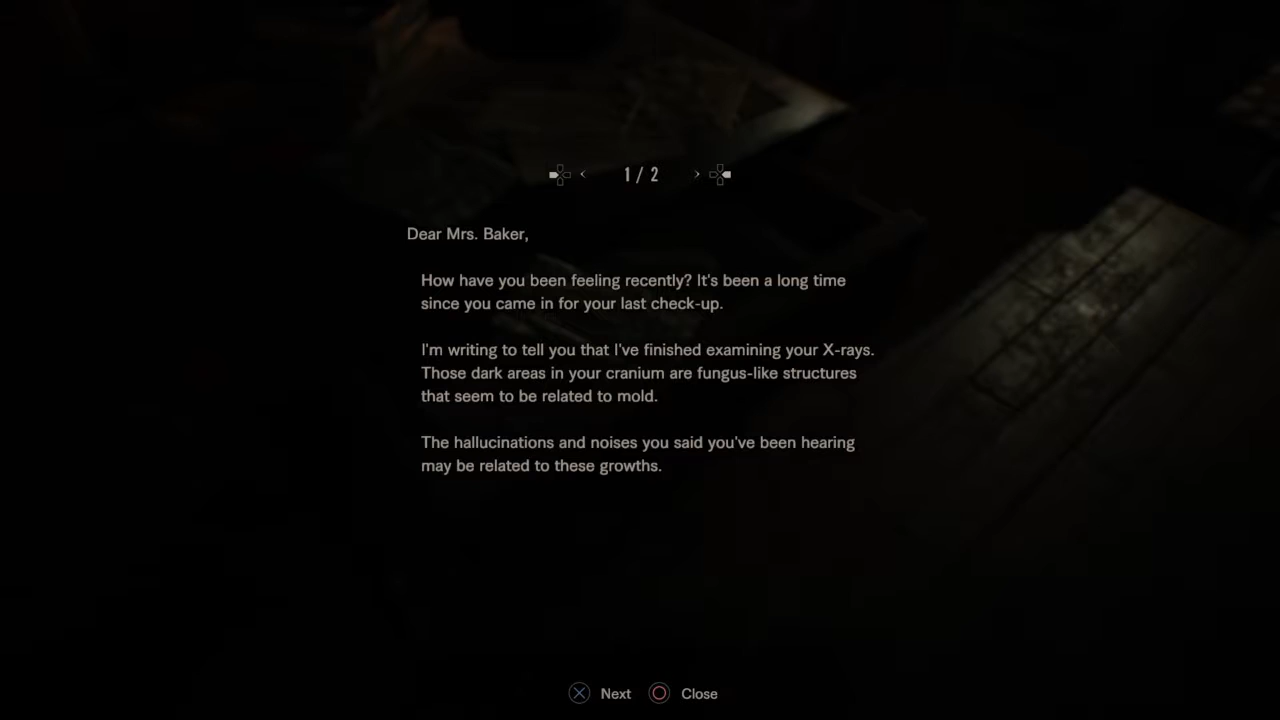 1 / 2
Dear Mrs. Baker,
How have you been feeling recently? It's been a long time
since you came in for your last check-up.
I'm writing to tell you that I've finished examining your X-rays.
Those dark areas in your cranium are fungus-like structures
that seem to be related to mold.
The hallucinations and noises you said you've been hearing
may be related to these growths.
Next Close